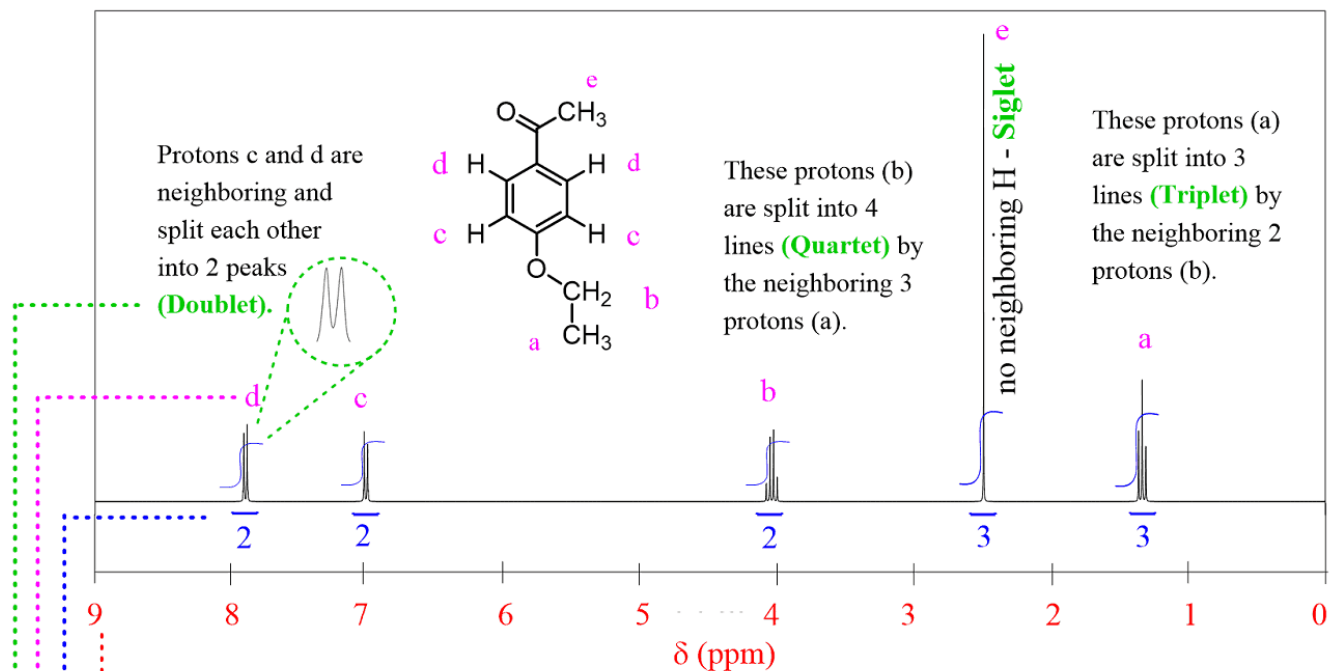 e
no neighboring H - Siglet
e
O
CH3
Protons c and d are
neighboring and
split each other
into 2 peaks
(Doublet).
d H H d
c H H c
O
CH2
b
CH3
a
These protons (b)
are split into 4
lines (Quartet) by
the neighboring 3
protons (a).
These protons (a)
are split into 3
lines (Triplet) by
the neighboring 2
protons (b).
d
c
b
a
2
2
2
3
3
9 8 7 6 5 4 3 2 1 0
δ (ppm)